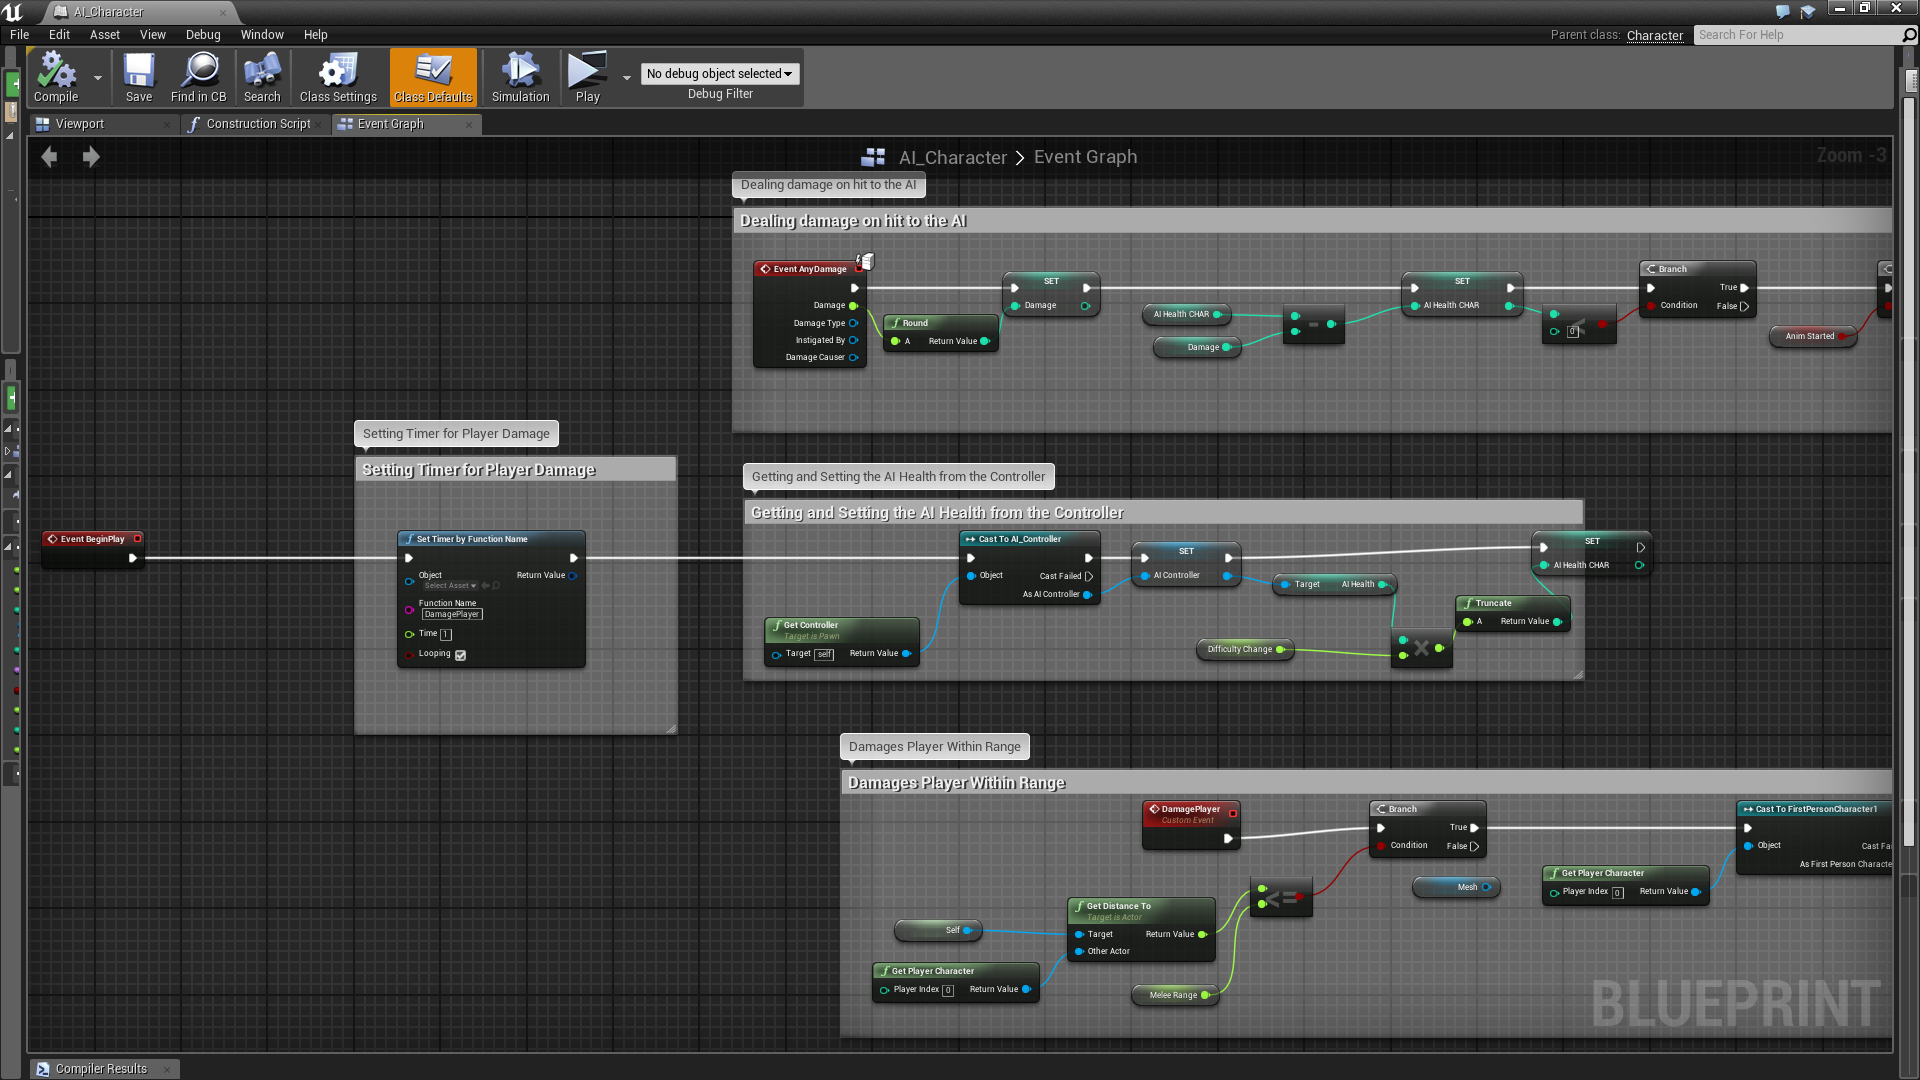 AI_Character
File Edit Asset View Debug Window Help
Parent class: Character
Search For Help
Compile Save Find in CB Search Class Settings Class Defaults Simulation Play
No debug object selected
Debug Filter
Viewport Construction Script Event Graph
AI_Character > Event Graph
Zoom -3
Dealing damage on hit to the AI
Dealing damage on hit to the AI
Event AnyDamage
Damage
Damage Type
Instigated By
Damage Causer
Round
A Return Value
SET
Damage
AI Health CHAR
Damage
-
SET
AI Health CHAR
<
0
Branch
True
Condition False
Anim Started
Setting Timer for Player Damage
Setting Timer for Player Damage
Event BeginPlay
Set Timer by Function Name
Object Return Value
Select Asset
Function Name
DamagePlayer
Time 1
Looping
Getting and Setting the AI Health from the Controller
Getting and Setting the AI Health from the Controller
Cast To AI_Controller
Object Cast Failed
As AI Controller
Get Controller
Target is Pawn
Target self Return Value
SET
AI Controller
Target AI Health
Difficulty Change
X
Truncate
A Return Value
SET
AI Health CHAR
Damages Player Within Range
Damages Player Within Range
DamagePlayer
Custom Event
Branch
True
Condition False
Cast To FirstPersonCharacter1
Object Cast Fa
As First Person Characte
Mesh
Get Player Character
Player Index 0 Return Value
<=
Get Distance To
Target is Actor
Target Return Value
Other Actor
Self
Get Player Character
Player Index 0 Return Value
Melee Range
BLUEPRINT
Compiler Results